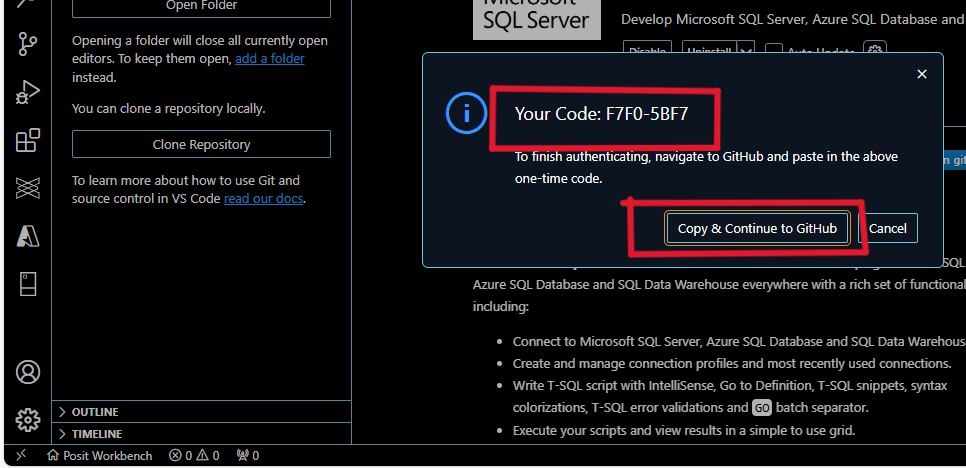 Open Folder
Opening a folder will close all currently open
editors. To keep them open, add a folder
instead.
You can clone a repository locally.
Clone Repository
To learn more about how to use Git and
source control in VS Code read our docs.
OUTLINE
TIMELINE
Posit Workbench 0 0 0
Microsoft
SQL Server
Develop Microsoft SQL Server, Azure SQL Database and
Disable Uninstall Auto Update
Your Code: F7F0-5BF7
To finish authenticating, navigate to GitHub and paste in the above
one-time code.
Copy & Continue to GitHub
Cancel
n git
SQL
Azure SQL Database and SQL Data Warehouse everywhere with a rich set of functional
including:
• Connect to Microsoft SQL Server, Azure SQL Database and SQL Data Warehous
• Create and manage connection profiles and most recently used connections.
• Write T-SQL script with IntelliSense, Go to Definition, T-SQL snippets, syntax
colorizations, T-SQL error validations and GO batch separator.
• Execute your scripts and view results in a simple to use grid.